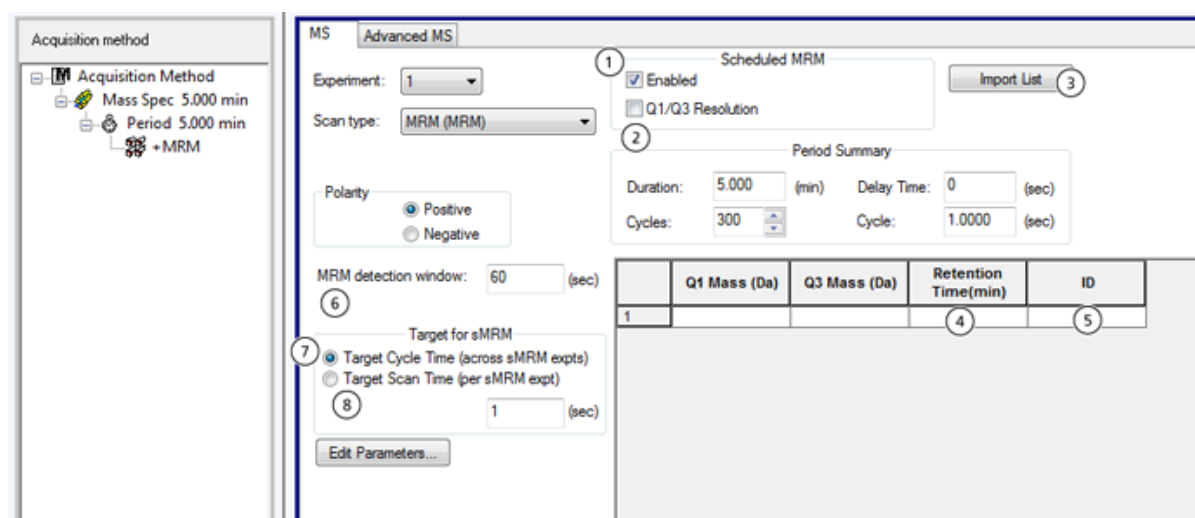 Acquisition method
Acquisition Method
Mass Spec 5.000 min
Period 5.000 min
+MRM
MS Advanced MS
Experiment: 1
Scan type: MRM (MRM)
1 Scheduled MRM
Enabled
Q1/Q3 Resolution
2
Import List 3
Period Summary
Duration: 5.000 (min) Delay Time: 0 (sec)
Cycles: 300 Cycle: 1.0000 (sec)
Polarity
Positive
Negative
MRM detection window: 60 (sec)
6
Target for sMRM
7 Target Cycle Time (across sMRM expts)
Target Scan Time (per sMRM expt)
8 1 (sec)
Edit Parameters...
Q1 Mass (Da) Q3 Mass (Da) Retention Time(min) ID
1 4 5